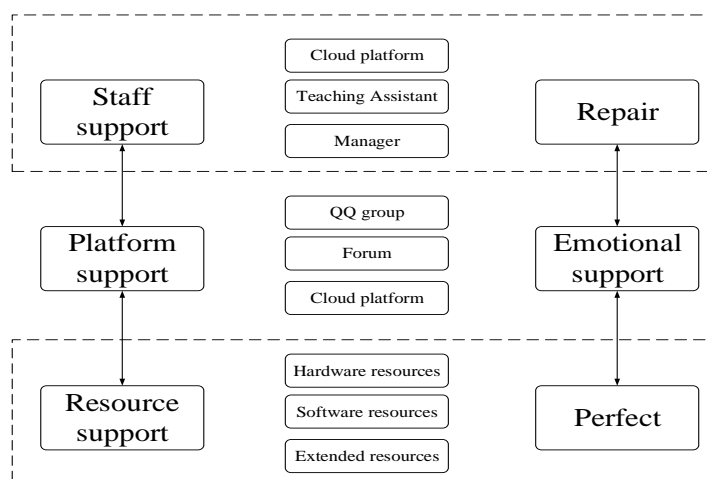 Cloud platform
Staff
support
Teaching Assistant
Repair
Manager
QQ group
Platform
support
Forum
Emotional
support
Cloud platform
Hardware resources
Resource
support
Software resources
Perfect
Extended resources